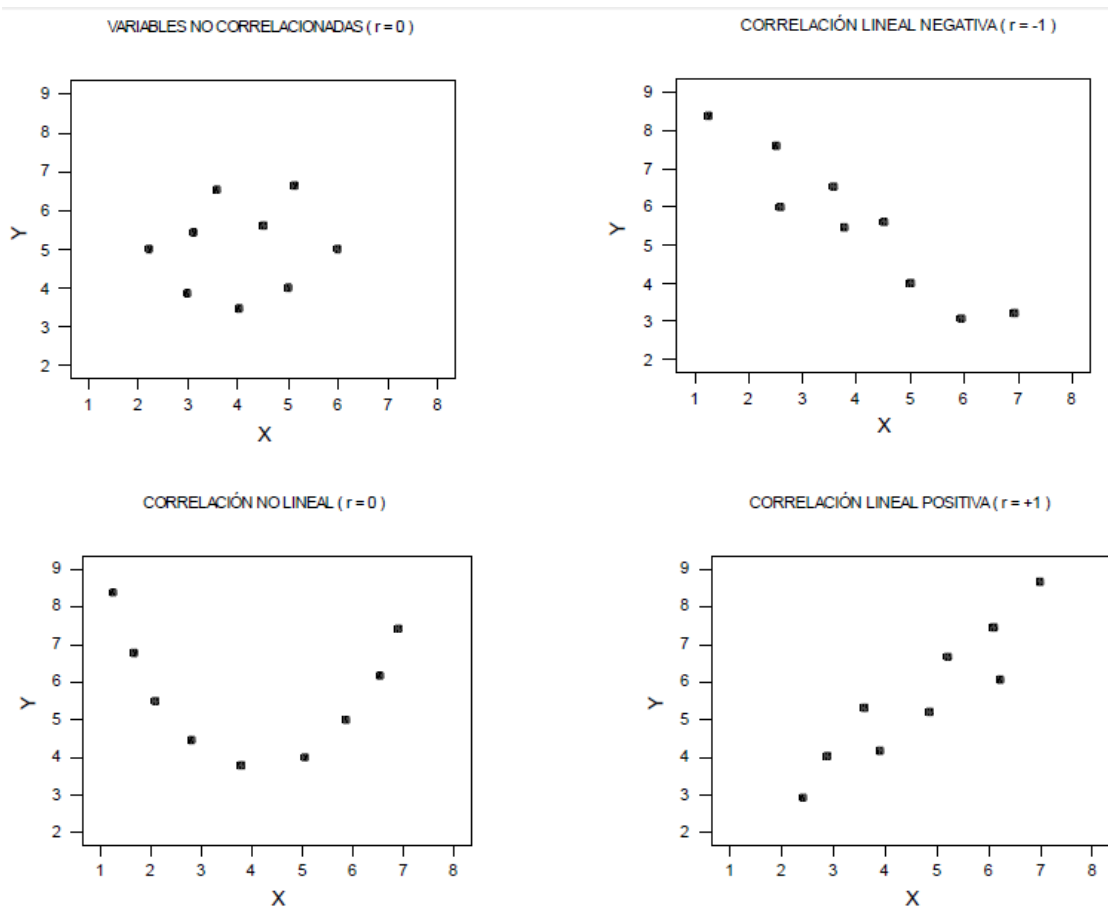 VARIABLES NO CORRELACIONADAS ( r = 0 )
9
8
7
6
5
4
3
2
Y
1 2 3 4 5 6 7 8
X
CORRELACIÓN LINEAL NEGATIVA ( r = -1 )
9
8
7
6
5
4
3
2
Y
1 2 3 4 5 6 7 8
X
CORRELACIÓN NO LINEAL ( r = 0 )
9
8
7
6
5
4
3
2
Y
1 2 3 4 5 6 7 8
X
CORRELACIÓN LINEAL POSITIVA ( r = +1 )
9
8
7
6
5
4
3
2
Y
1 2 3 4 5 6 7 8
X